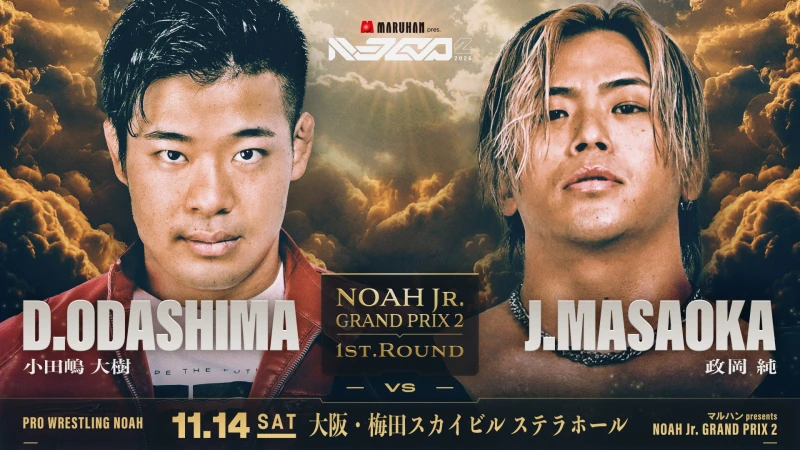 MARUHAN pres.
2026
NOAH JR.
GRAND PRIX 2
1ST.ROUND
D.ODASHIMA
小田嶋 大樹
J.MASAOKA
政岡 純
VS
PRO WRESTLING NOAH
11.14 SAT
大阪・梅田スカイビル ステラホール
マルハン presents
NOAH Jr. GRAND PRIX 2